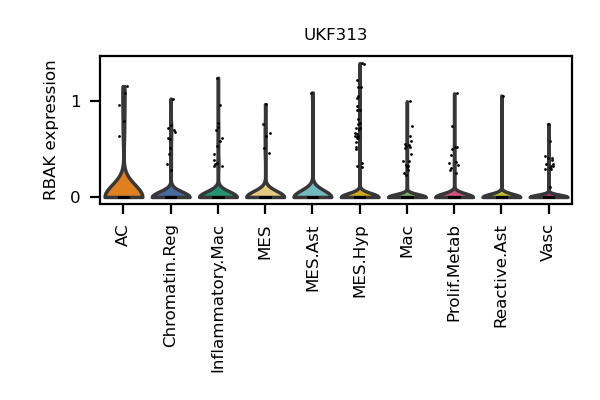 UKF313
RBAK expression
1
0
AC
Chromatin.Reg
Inflammatory.Mac
MES
MES.Ast
MES.Hyp
Mac
Prolif.Metab
Reactive.Ast
Vasc